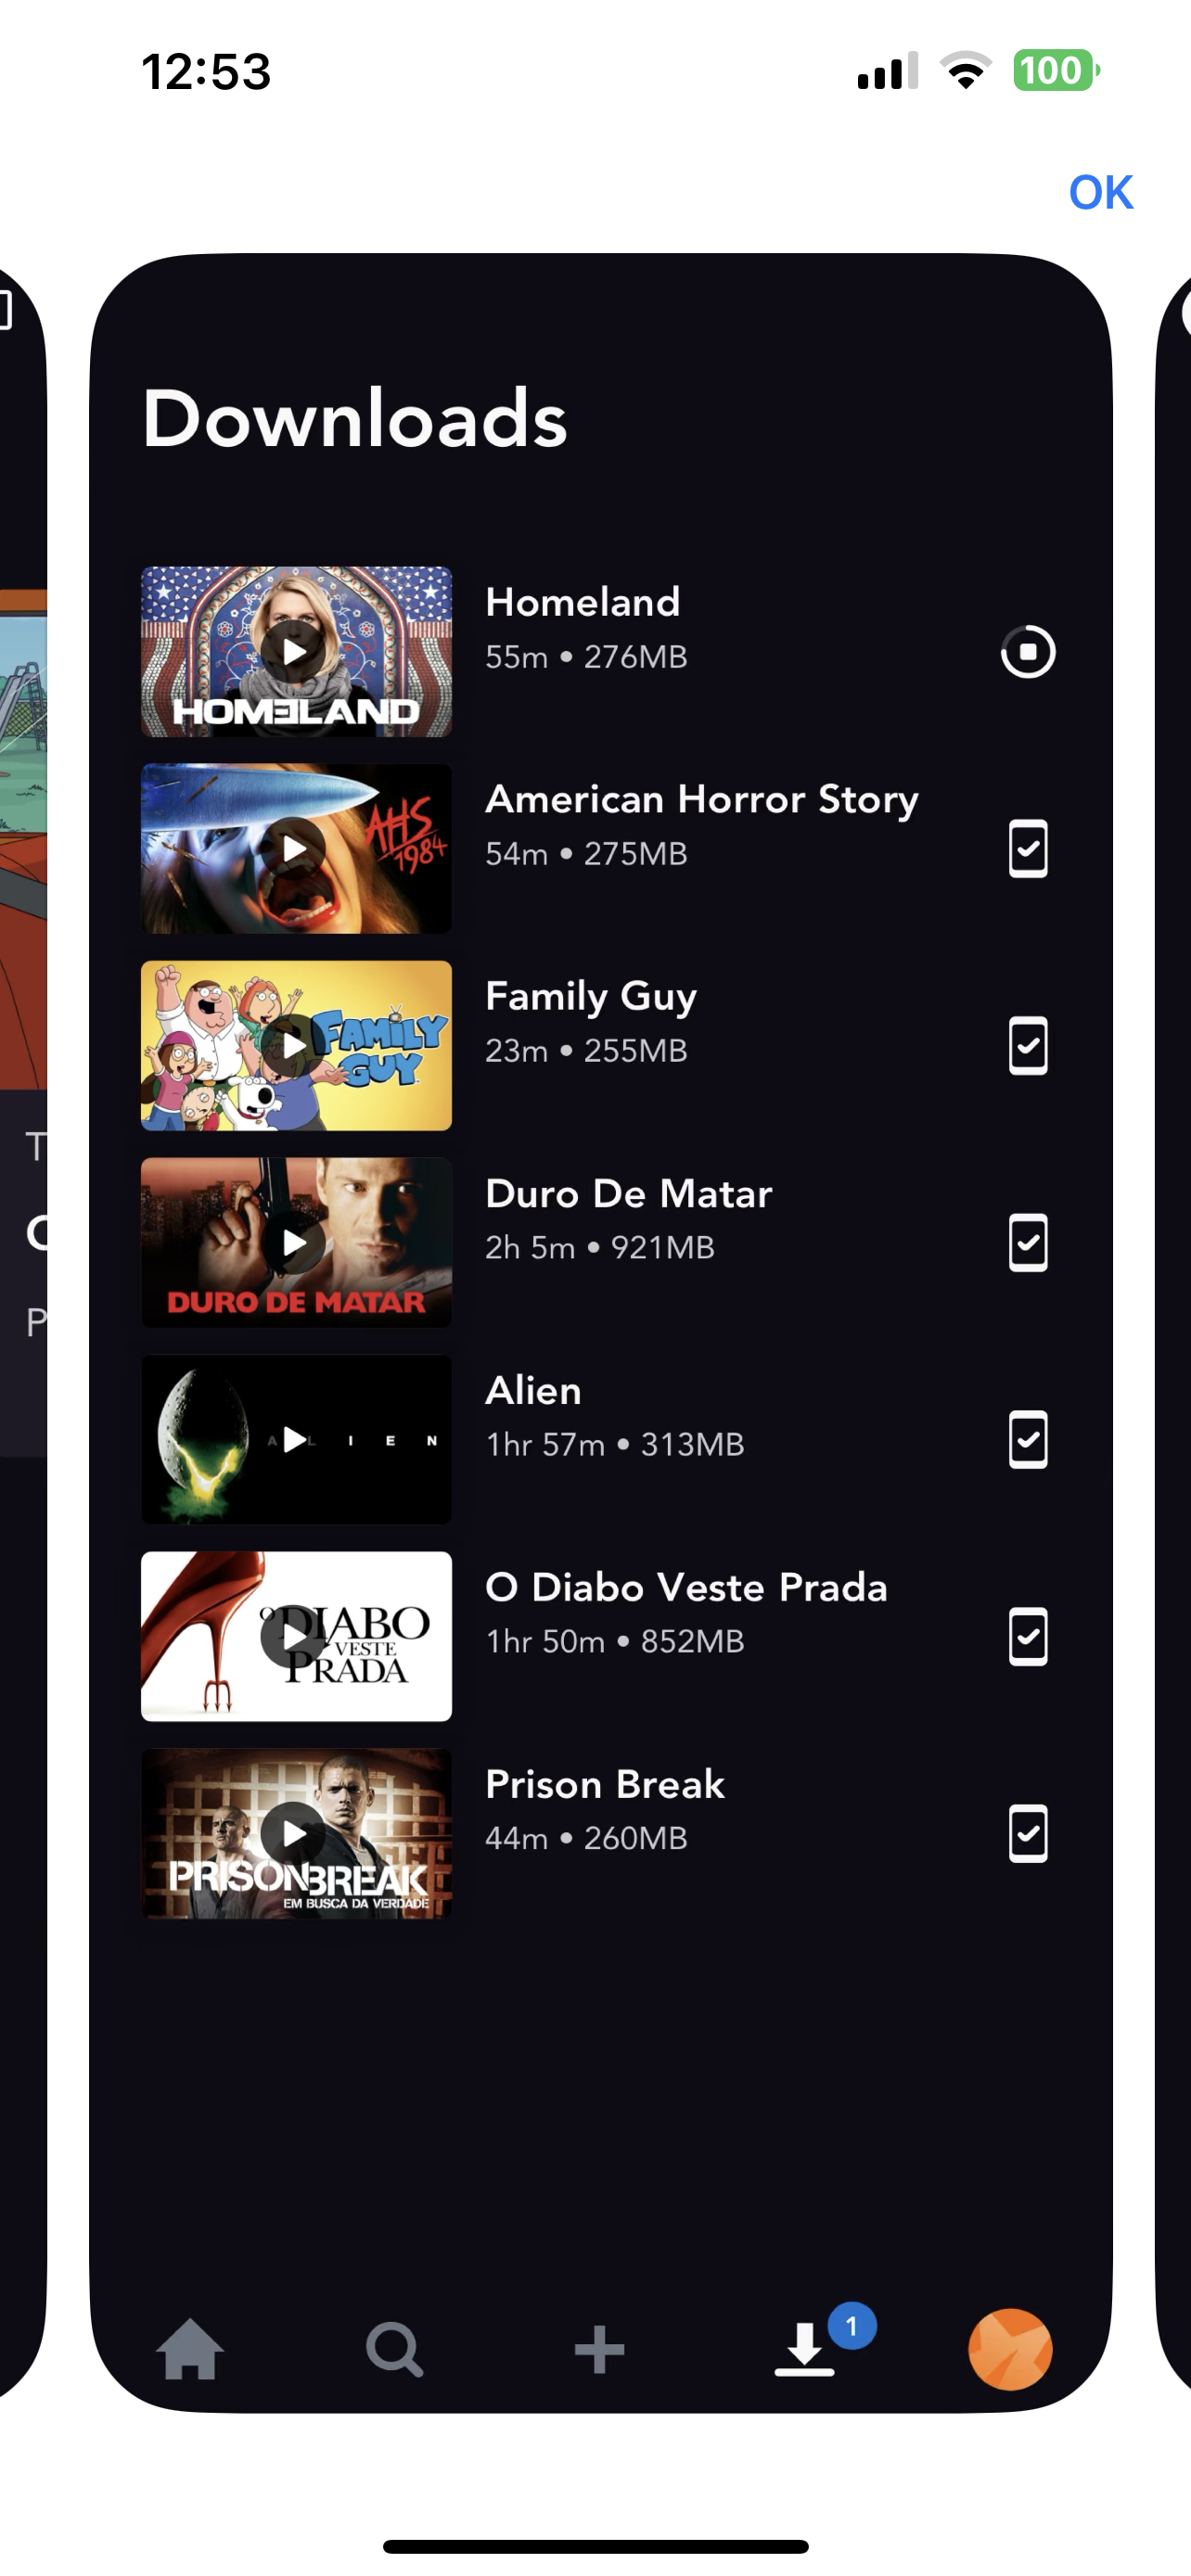 12:53
100
OK
Downloads
HOMELAND
Homeland
55m • 276MB
AHS
1984
American Horror Story
54m • 275MB
FAMILY
GUY
Family Guy
23m • 255MB
DURO DE MATAR
Duro De Matar
2h 5m • 921MB
A L I E N
Alien
1hr 57m • 313MB
O DIABO
VESTE
PRADA
O Diabo Veste Prada
1hr 50m • 852MB
PRISON BREAK
EM BUSCA DA VERDADE
Prison Break
44m • 260MB
T
P
1